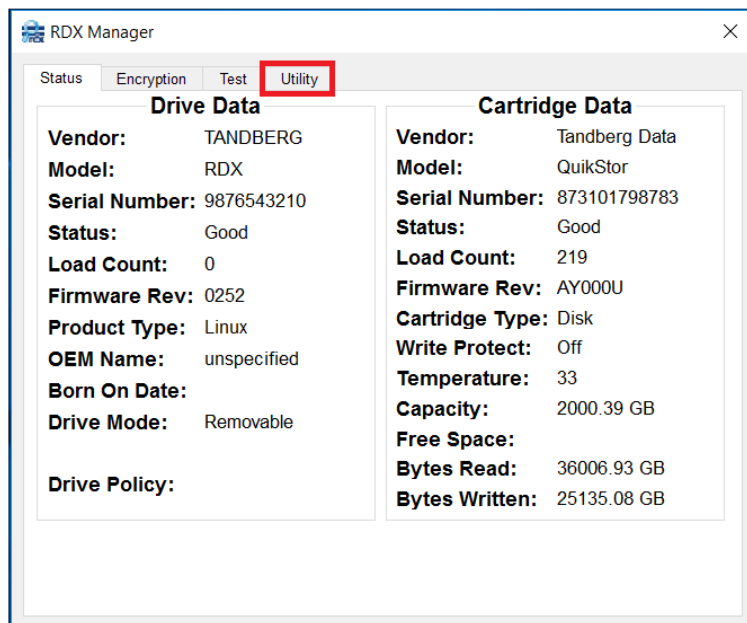 RDX Manager
Status Encryption Test Utility
Drive Data
Vendor: TANDBERG
Model: RDX
Serial Number: 9876543210
Status: Good
Load Count: 0
Firmware Rev: 0252
Product Type: Linux
OEM Name: unspecified
Born On Date:
Drive Mode: Removable
Drive Policy:
Cartridge Data
Vendor: Tandberg Data
Model: QuikStor
Serial Number: 873101798783
Status: Good
Load Count: 219
Firmware Rev: AY000U
Cartridge Type: Disk
Write Protect: Off
Temperature: 33
Capacity: 2000.39 GB
Free Space:
Bytes Read: 36006.93 GB
Bytes Written: 25135.08 GB